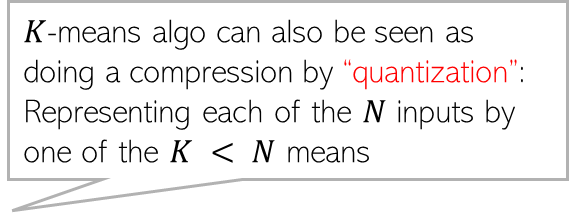 K-means algo can also be seen as
doing a compression by “quantization”:
Representing each of the N inputs by
one of the K < N means